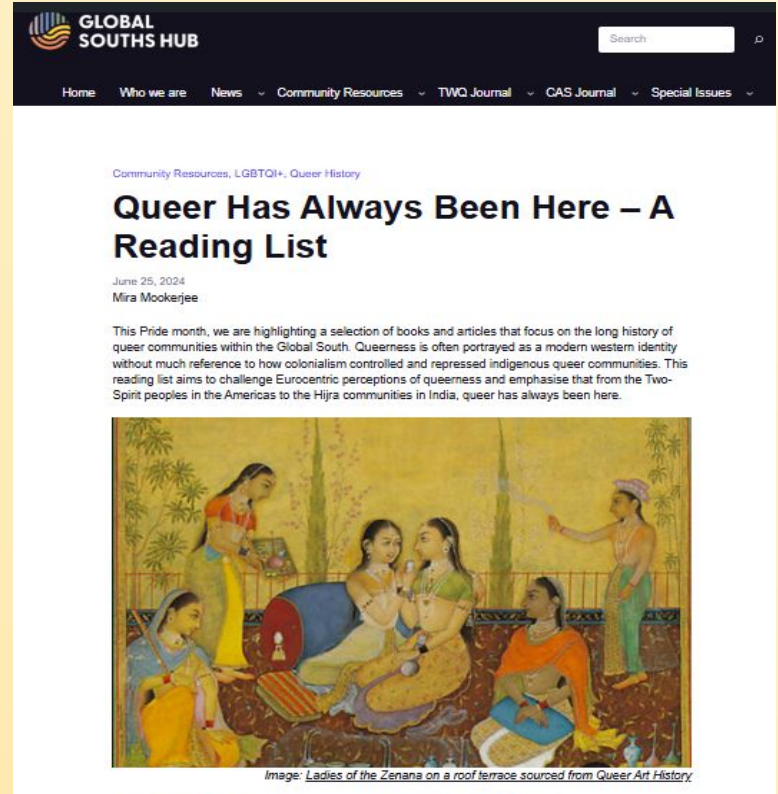 GLOBAL
SOUTHS HUB
Search
Home Who we are News Community Resources TWQ Journal CAS Journal Special Issues
Community Resources, LGBTQI+, Queer History
Queer Has Always Been Here – A
Reading List
June 25, 2024
Mira Mookerjee
This Pride month, we are highlighting a selection of books and articles that focus on the long history of
queer communities within the Global South. Queerness is often portrayed as a modern western identity
without much reference to how colonialism controlled and repressed indigenous queer communities. This
reading list aims to challenge Eurocentric perceptions of queerness and emphasise that from the Two-
Spirit peoples in the Americas to the Hijra communities in India, queer has always been here.
Image: Ladies of the Zenana on a roof terrace sourced from Queer Art History